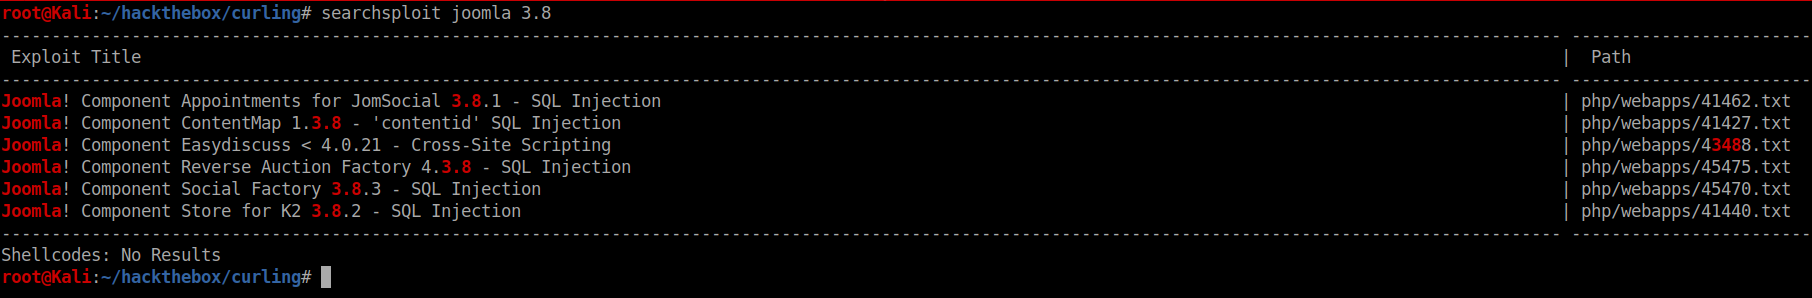 root@Kali:~/hackthebox/curling# searchsploit joomla 3.8
---------------------------------------------------------------------------------------------------------------------------------------------------------------- ------------------------
 Exploit Title | Path
---------------------------------------------------------------------------------------------------------------------------------------------------------------- ------------------------
Joomla! Component Appointments for JomSocial 3.8.1 - SQL Injection | php/webapps/41462.txt
Joomla! Component ContentMap 1.3.8 - 'contentid' SQL Injection | php/webapps/41427.txt
Joomla! Component Easydiscuss < 4.0.21 - Cross-Site Scripting | php/webapps/43488.txt
Joomla! Component Reverse Auction Factory 4.3.8 - SQL Injection | php/webapps/45475.txt
Joomla! Component Social Factory 3.8.3 - SQL Injection | php/webapps/45470.txt
Joomla! Component Store for K2 3.8.2 - SQL Injection | php/webapps/41440.txt
---------------------------------------------------------------------------------------------------------------------------------------------------------------- ------------------------
Shellcodes: No Results
root@Kali:~/hackthebox/curling#